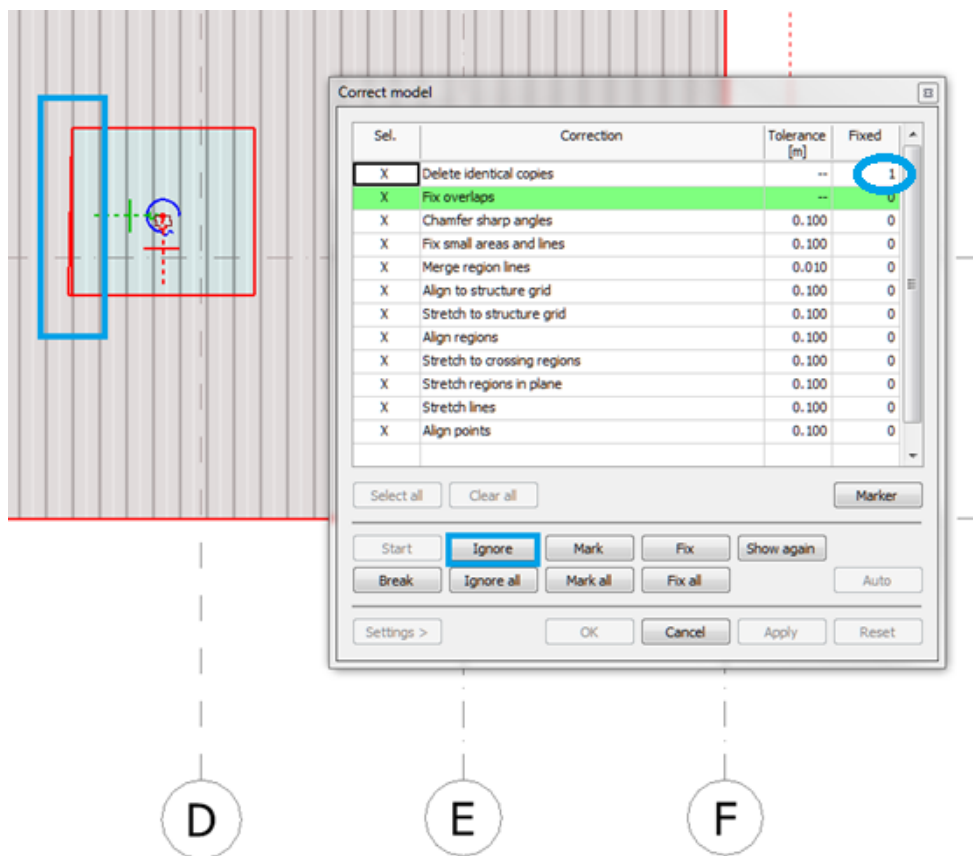 Correct model
Sel. Correction Tolerance [m] Fixed
X Delete identical copies -- 1
X Fix overlaps -- 0
X Chamfer sharp angles 0.100 0
X Fix small areas and lines 0.100 0
X Merge region lines 0.010 0
X Align to structure grid 0.100 0
X Stretch to structure grid 0.100 0
X Align regions 0.100 0
X Stretch to crossing regions 0.100 0
X Stretch regions in plane 0.100 0
X Stretch lines 0.100 0
X Align points 0.100 0
Select all Clear all Marker
Start Ignore Mark Fix Show again
Break Ignore all Mark all Fix all Auto
Settings > OK Cancel Apply Reset
D E F